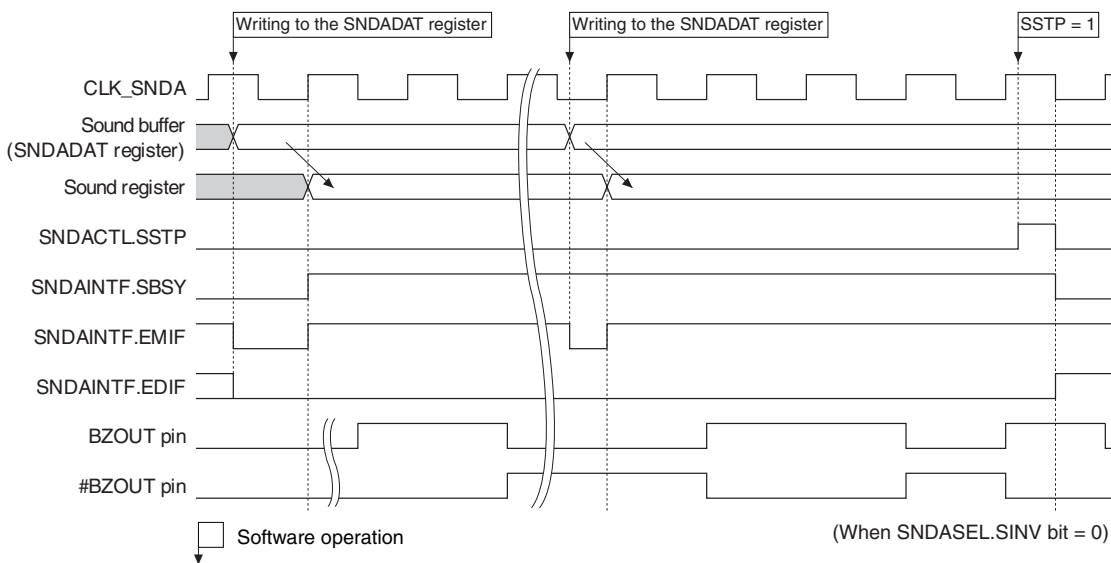 Writing to the SNDADAT register
Writing to the SNDADAT register
SSTP = 1
CLK_SNDA
Sound buffer
(SNDADAT register)
Sound register
SNDACTL.SSTP
SNDAINTF.SBSY
SNDAINTF.EMIF
SNDAINTF.EDIF
BZOUT pin
#BZOUT pin
Software operation
(When SNDASEL.SINV bit = 0)